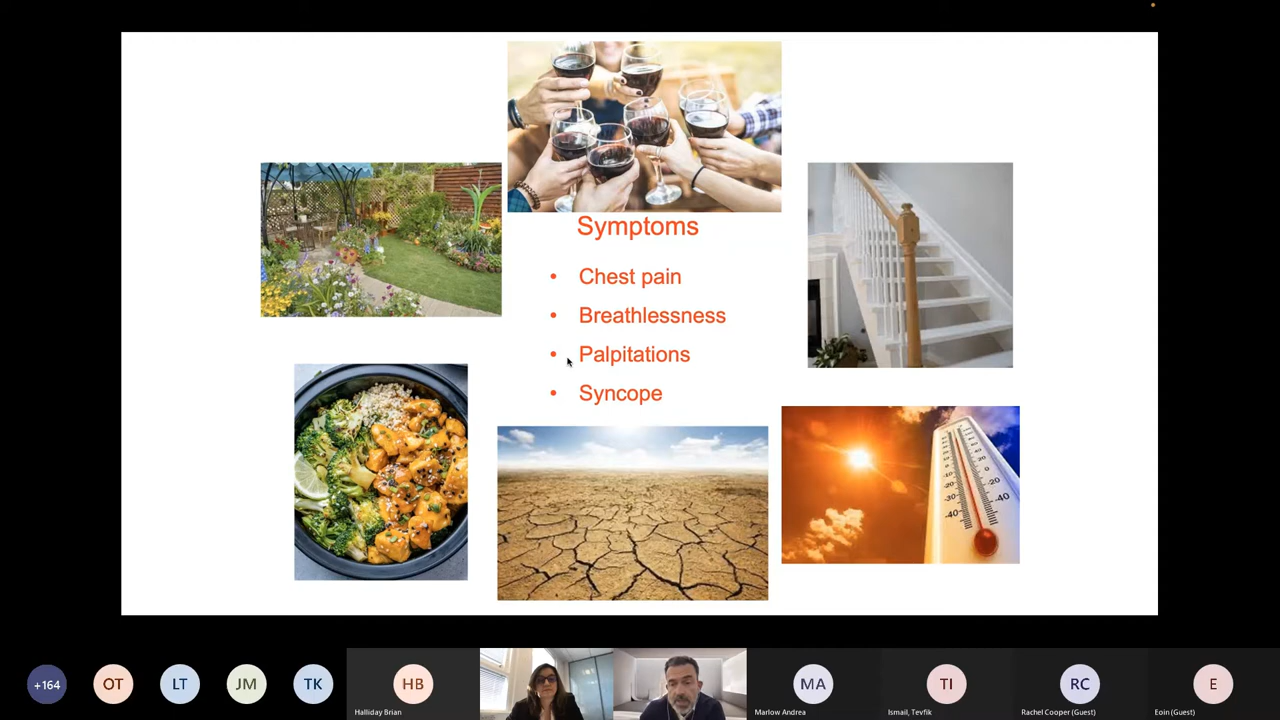 Symptoms
• Chest pain
• Breathlessness
• Palpitations
• Syncope
+164
OT
LT
JM
TK
HB
MA
TI
RC
E
Halliday Brian
Marlow Andrea
Ismail, Tevfik
Rachel Cooper (Guest)
Eoin (Guest)